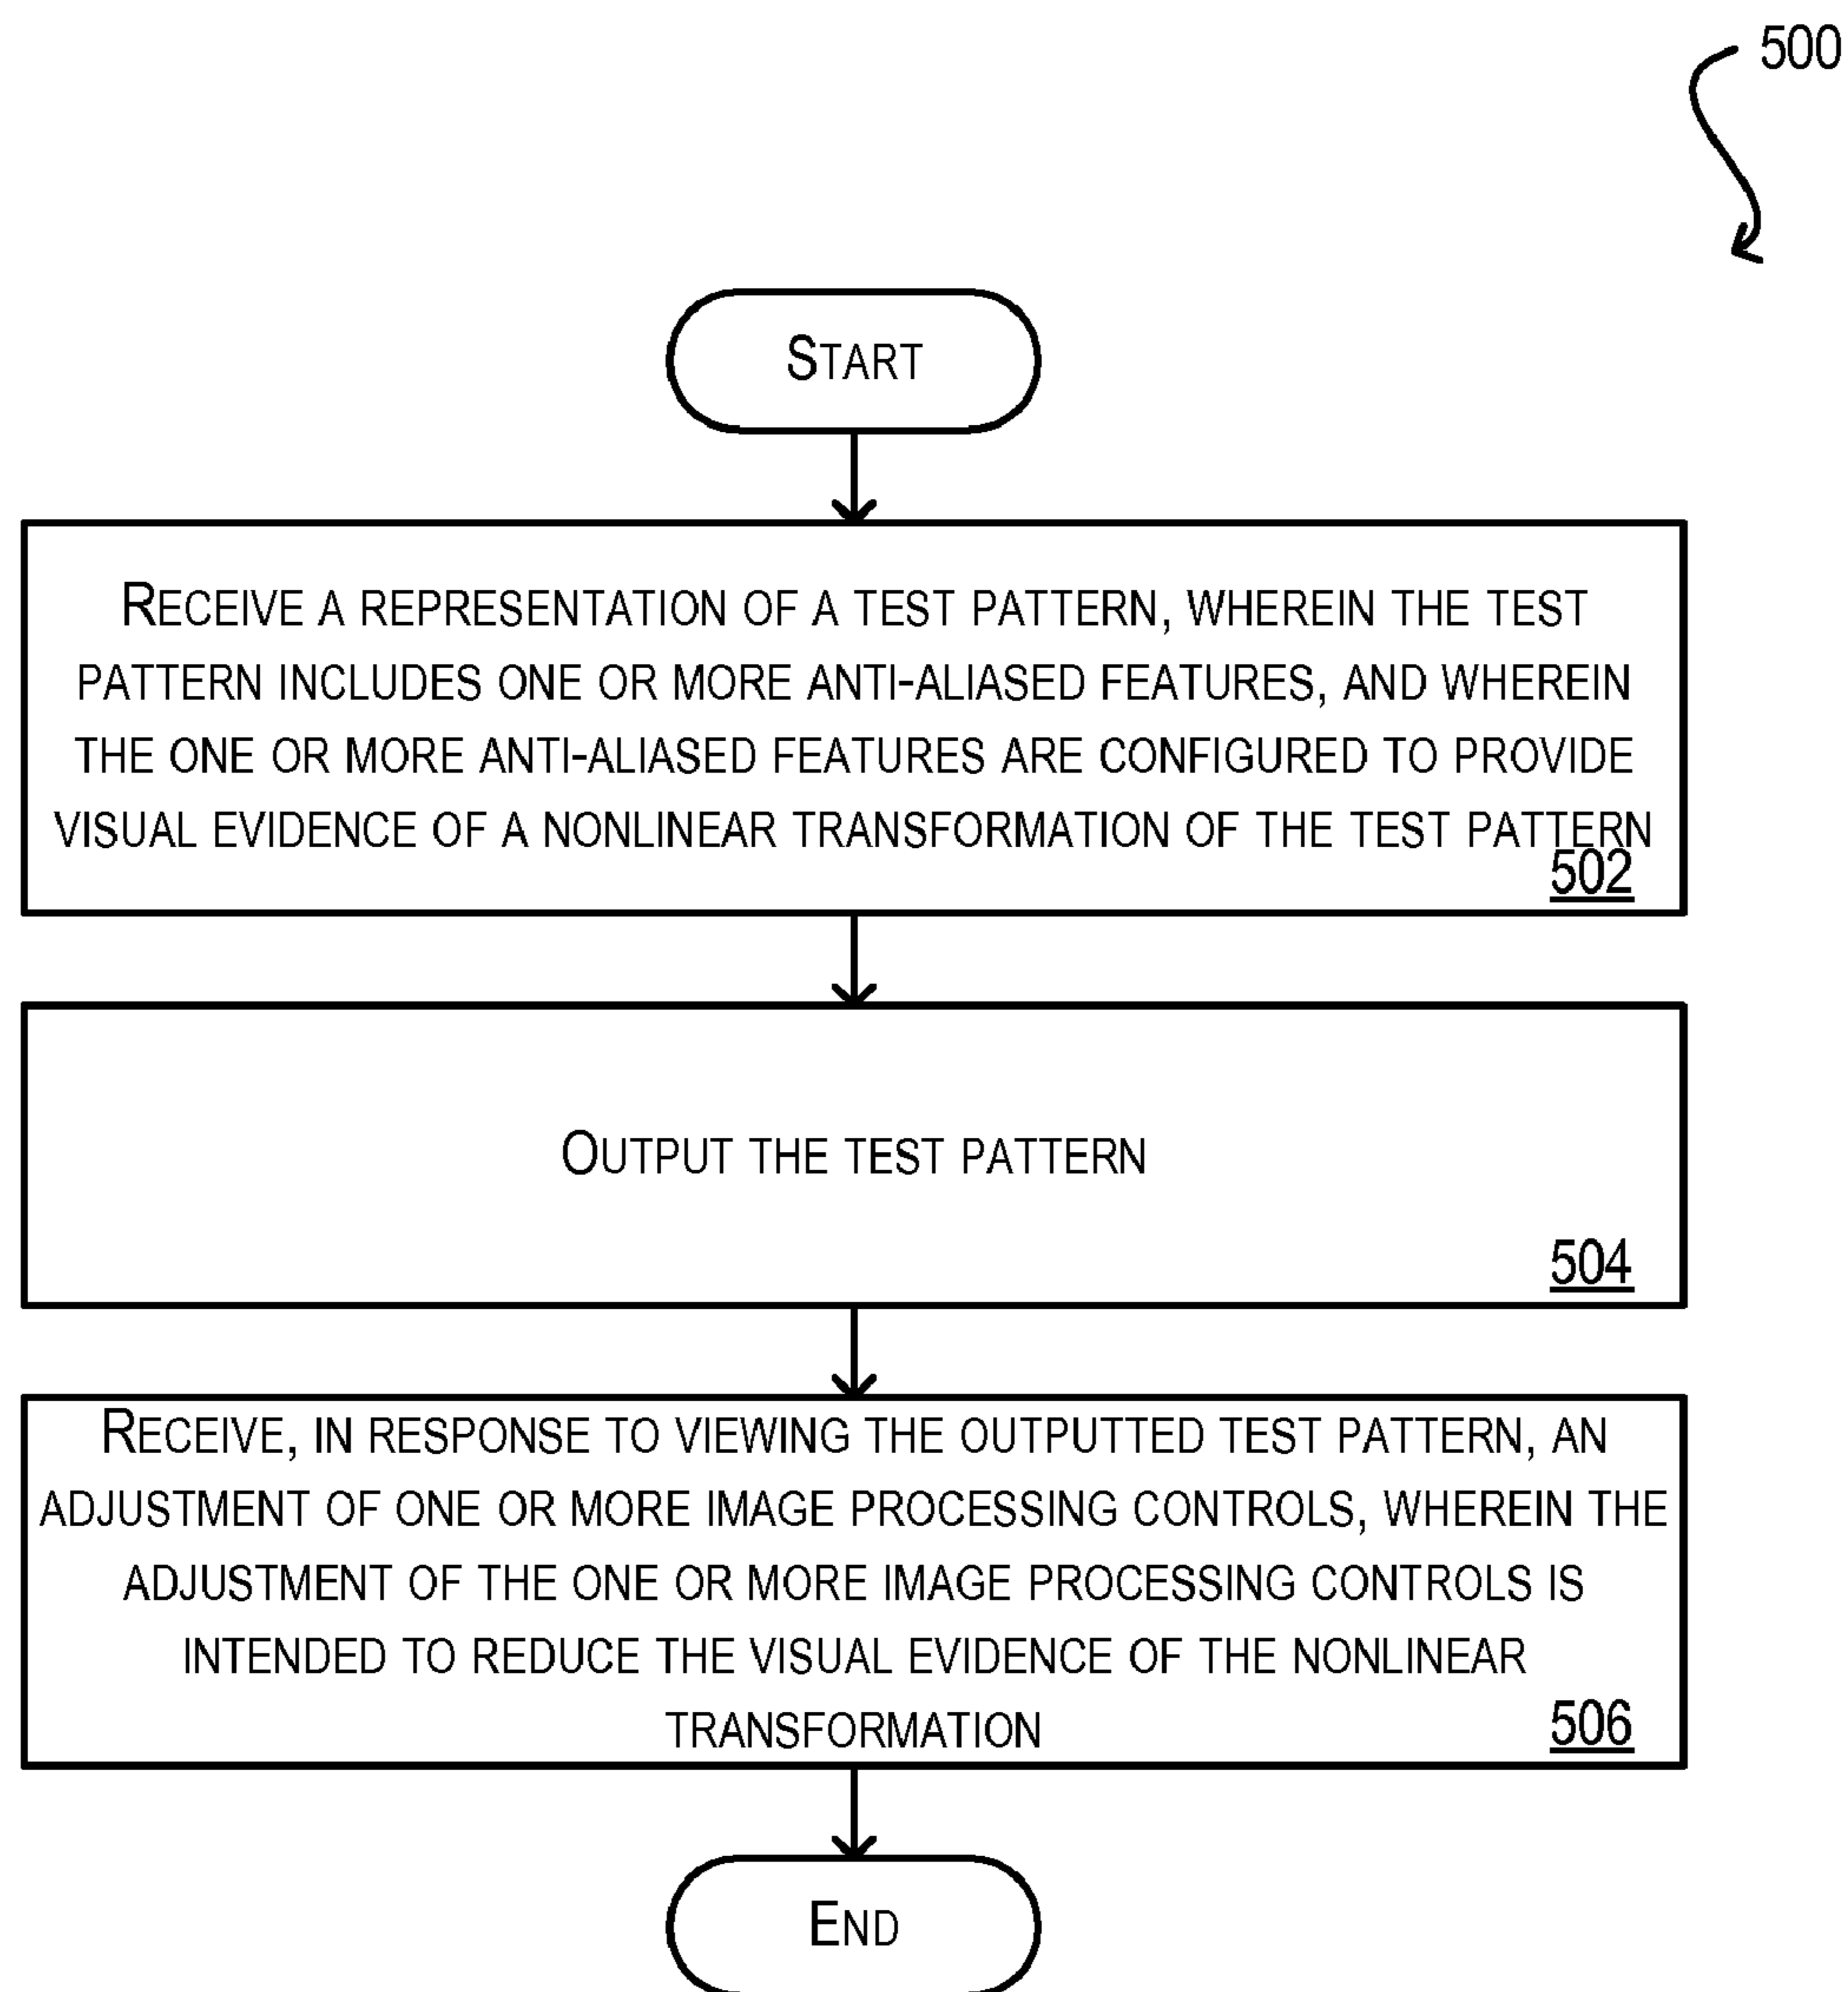 500
START
RECEIVE A REPRESENTATION OF A TEST PATTERN, WHEREIN THE TEST
PATTERN INCLUDES ONE OR MORE ANTI-ALIASED FEATURES, AND WHEREIN
THE ONE OR MORE ANTI-ALIASED FEATURES ARE CONFIGURED TO PROVIDE
VISUAL EVIDENCE OF A NONLINEAR TRANSFORMATION OF THE TEST PATTERN
502
OUTPUT THE TEST PATTERN
504
RECEIVE, IN RESPONSE TO VIEWING THE OUTPUTTED TEST PATTERN, AN
ADJUSTMENT OF ONE OR MORE IMAGE PROCESSING CONTROLS, WHEREIN THE
ADJUSTMENT OF THE ONE OR MORE IMAGE PROCESSING CONTROLS IS
INTENDED TO REDUCE THE VISUAL EVIDENCE OF THE NONLINEAR
TRANSFORMATION
506
END